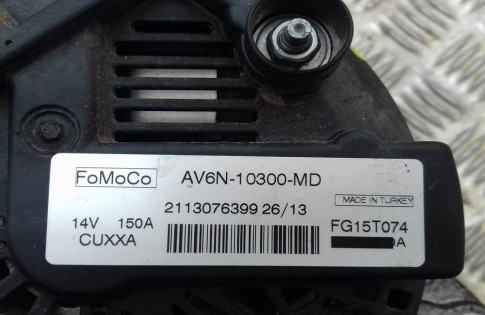 FoMoCo AV6N-10300-MD
2113076399 26/13 MADE IN TURKEY
14V 150A FG15T074
CUXXA